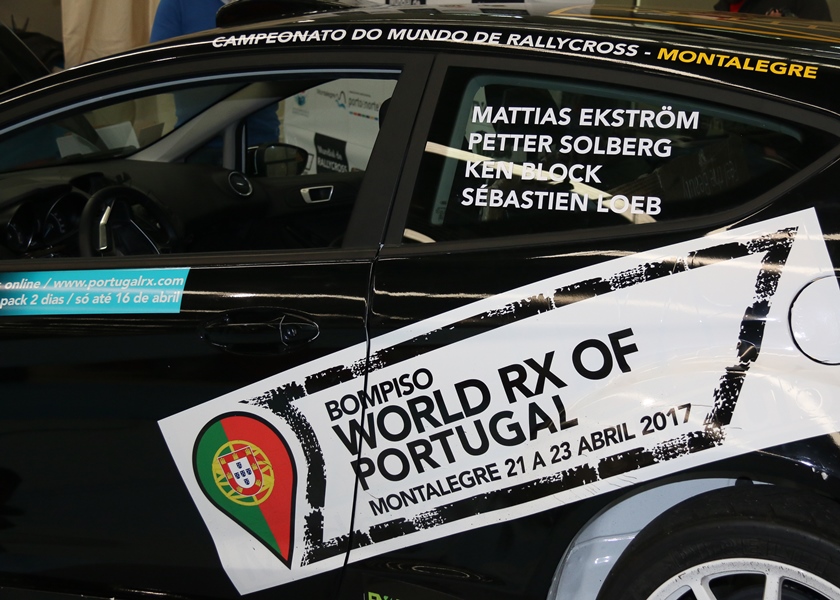 CAMPEONATO DO MUNDO DE RALLYCROSS - MONTALEGRE
MATTIAS EKSTRÖM
PETTER SOLBERG
KEN BLOCK
SÉBASTIEN LOEB
online / www.portugalrx.com
pack 2 dias / só até 16 de abril
BOMPISO
WORLD RX OF
PORTUGAL
MONTALEGRE 21 A 23 ABRIL 2017